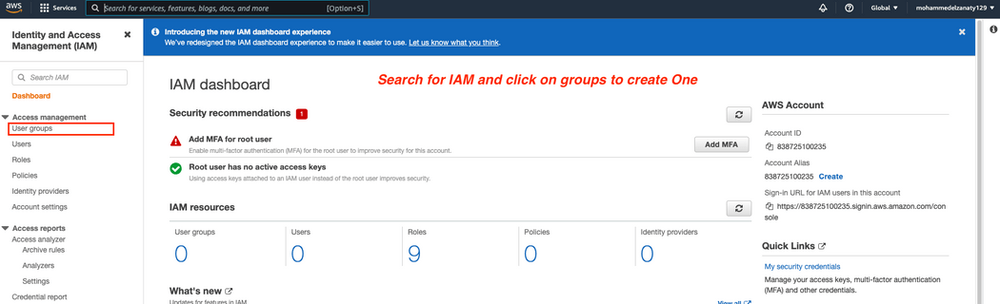 aws
Services
Search for services, features, blogs, docs, and more
[Option+S]
Global
mohammedelzanaty129
Identity and Access
Management (IAM)
Search IAM
Dashboard
Access management
User groups
Users
Roles
Policies
Identity providers
Account settings
Access reports
Access analyzer
Archive rules
Analyzers
Settings
Credential report
Introducing the new IAM dashboard experience
We've redesigned the IAM dashboard experience to make it easier to use. Let us know what you think.
IAM dashboard
Search for IAM and click on groups to create One
Security recommendations 1
Add MFA for root user
Enable multi-factor authentication (MFA) for the root user to improve security for this account.
Add MFA
Root user has no active access keys
Using access keys attached to an IAM user instead of the root user improves security.
IAM resources
User groups
Users
Roles
Policies
Identity providers
0
0
9
0
0
What's new
Updates for features in IAM
View all
AWS Account
Account ID
838725100235
Account Alias
838725100235 Create
Sign-in URL for IAM users in this account
https://838725100235.signin.aws.amazon.com/con
sole
Quick Links
My security credentials
Manage your access keys, multi-factor authentication
(MFA) and other credentials.